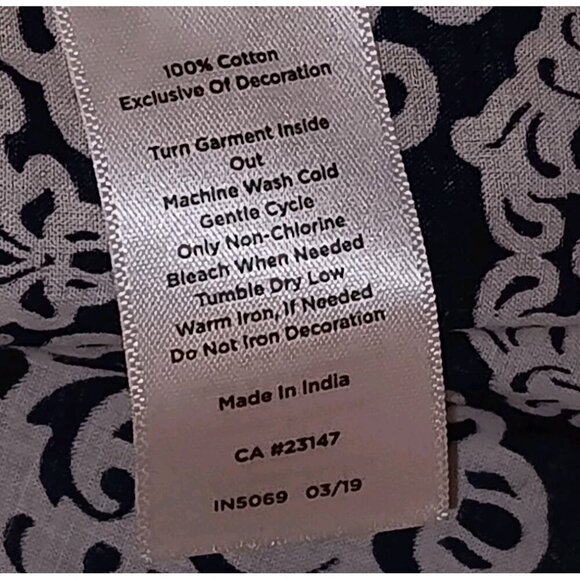 100% Cotton
Exclusive Of Decoration
Turn Garment Inside
Out
Machine Wash Cold
Gentle Cycle
Only Non-Chlorine
Bleach When Needed
Tumble Dry Low
Warm Iron, If Needed
Do Not Iron Decoration
Made In India
CA #23147
IN5069 03/19